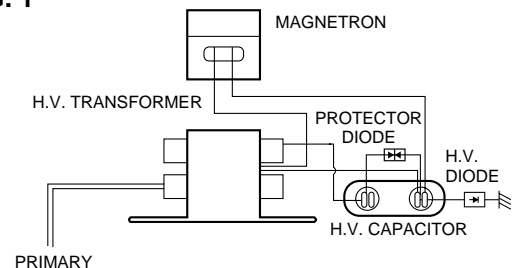 MAGNETRON
H.V. TRANSFORMER
PROTECTOR
DIODE
H.V.
DIODE
H.V. CAPACITOR
PRIMARY